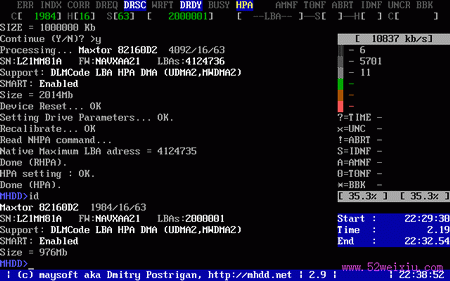 ERR INDX CORR DREQ DRSC WRFT DRDY BUSY HPA AMNF T0NF ABRT IDNF UNCR BBK
C[ 1984] H[16] S[63] [ 2000001] [ --LBA--]--S[--H[ C ]
SIZE = 1000000 Kb
Continue (Y/N)? >y
Processing... Maxtor 82160D2 4092/16/63
SN:L21MM81A FW:NAVXAA21 LBAs:4124736
Support: DLMCode LBA HPA DMA (UDMA2,MWDMA2)
SMART: Enabled
Size = 2014Mb
Device Reset... OK
Setting Drive Parameters... OK.
Recalibrate... OK
Read NHPA command...
Native Maximum LBA adress = 4124735
Done (RHPA).
HPA setting : OK.
Done (HPA).
MHDD>id
Maxtor 82160D2 1984/16/63
SN:L21MM81A FW:NAVXAA21 LBAs:2000001
Support: DLMCode LBA HPA DMA (UDMA2,MWDMA2)
SMART: Enabled
Size = 976Mb
MHDD>_
[ 10837 kb/s]
- 6
- 5701
- 11
-
-
-
?=TIME -
x=UNC -
!=ABRT -
S=IDNF -
A=AMNF -
0=T0NF -
*=BBK -
[ 35.3% ] [ 35.3% ]
Start : 22:29:30
Time : 2.19
End : 22:32.54
www.52weixiu.com
| (c) maysoft aka Dmitry Postrigan, http://mhdd.net | 2.9 | | 22:38:52